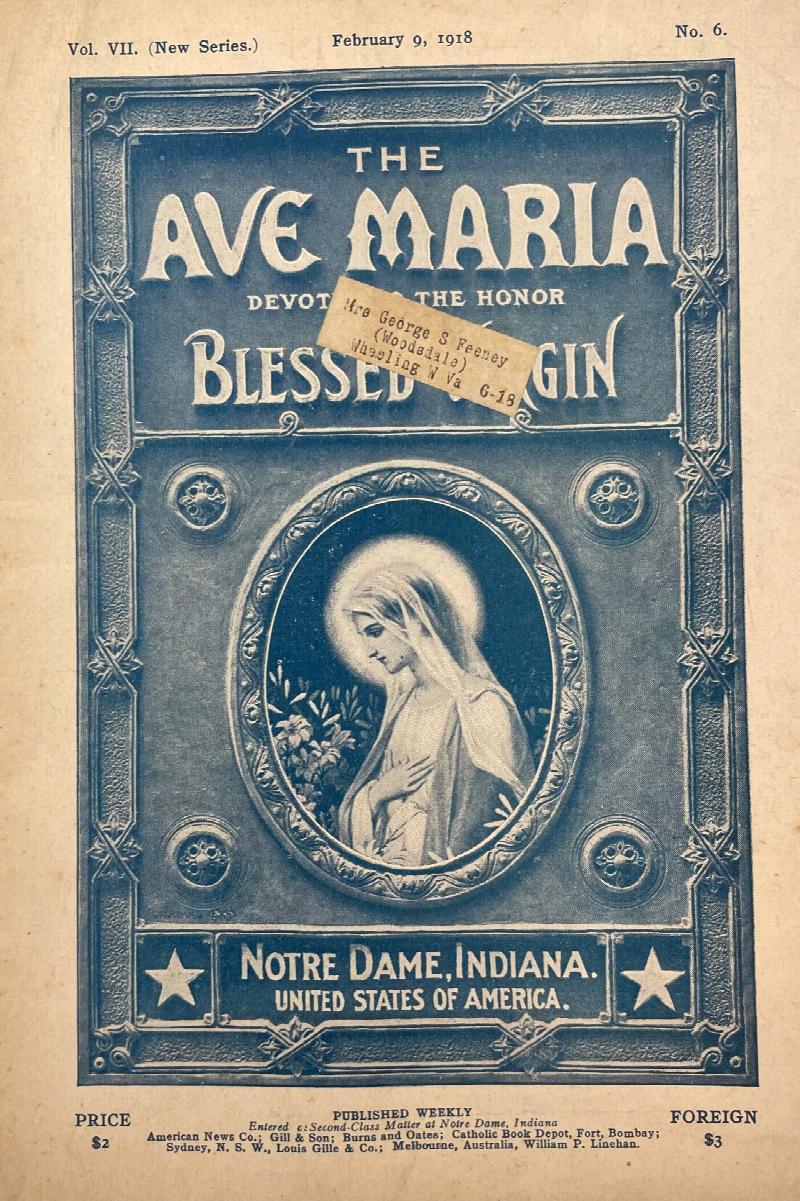 Vol. VII. (New Series.)
February 9, 1918
No. 6.
THE
AVE MARIA
DEVOT THE HONOR
BLESSED GIN
Mrs George S Feeney
(Woodsdale)
Wheeling W Va 6-18
NOTRE DAME, INDIANA.
UNITED STATES OF AMERICA.
PRICE
$2
PUBLISHED WEEKLY
Entered as Second-Class Matter at Notre Dame, Indiana
American News Co.; Gill & Son; Burns and Oates; Catholic Book Depot, Fort, Bombay;
Sydney, N. S. W., Louis Gille & Co.; Melbourne, Australia, William P. Linehan.
FOREIGN
$3